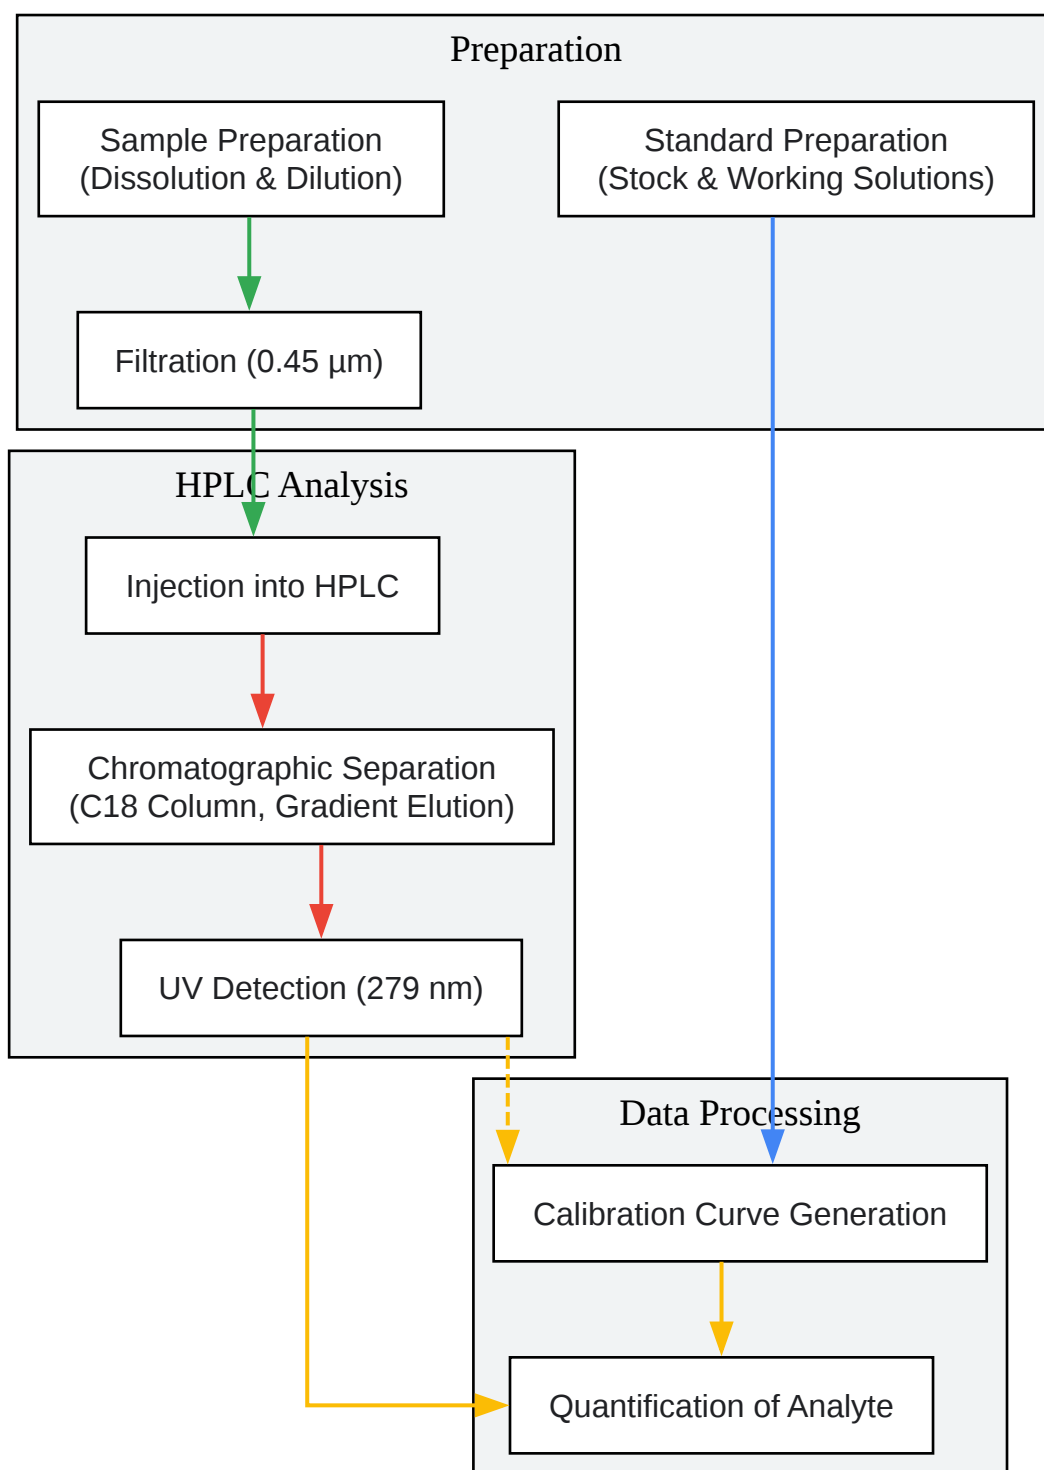 Preparation
Sample Preparation
(Dissolution & Dilution)
Standard Preparation
(Stock & Working Solutions)
Filtration (0.45 µm)
HPLC Analysis
Injection into HPLC
Chromatographic Separation
(C18 Column, Gradient Elution)
UV Detection (279 nm)
Data Processing
Calibration Curve Generation
Quantification of Analyte